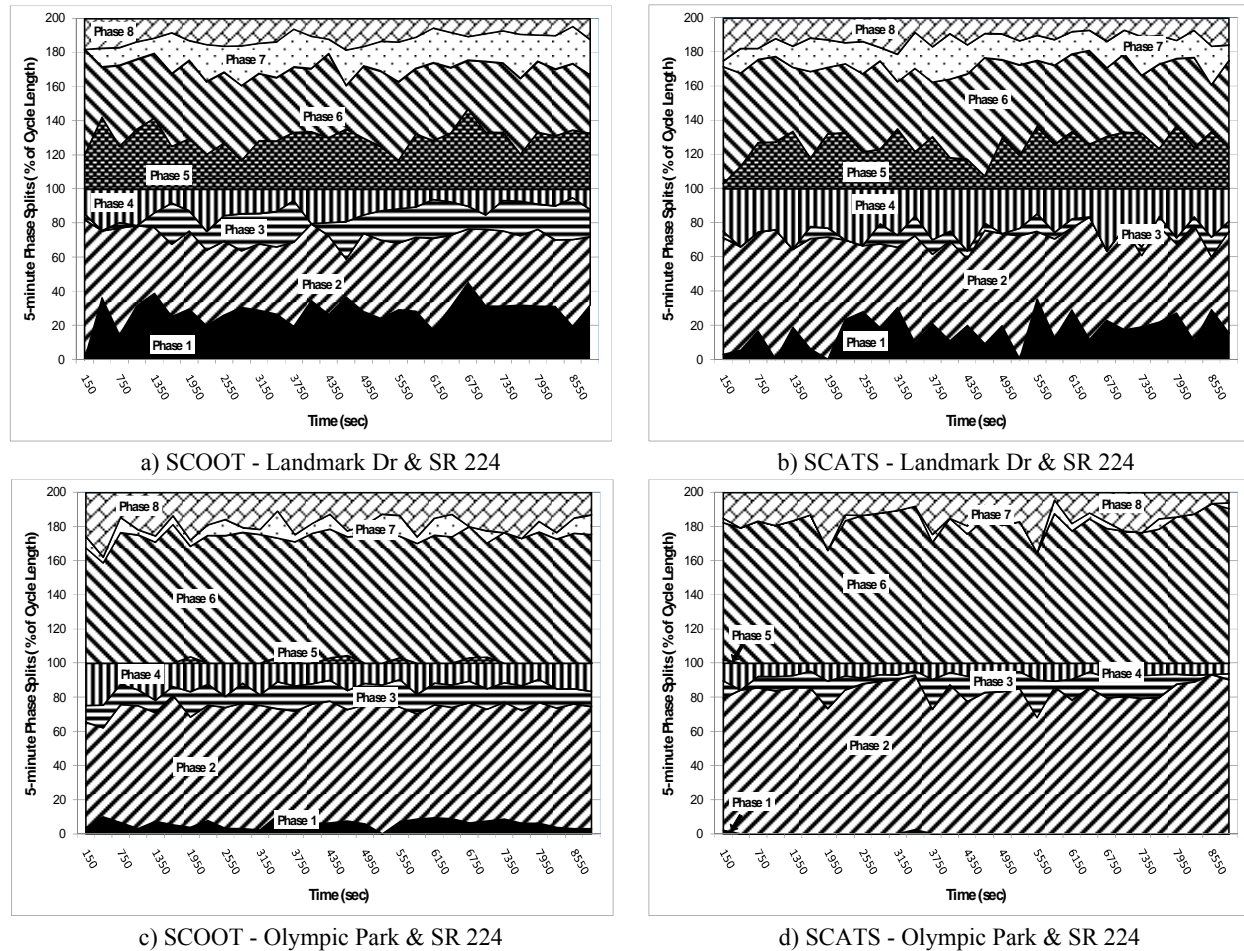 5-minute Phase Splits (% of Cycle Length)
200
180
160
140
120
100
80
60
40
20
0
Phase 8
Phase 7
Phase 6
Phase 5
Phase 4
Phase 3
Phase 2
Phase 1
150
750
1350
1950
2550
3150
3750
4350
4950
5550
6150
6750
7350
7950
8550
Time (sec)
a) SCOOT - Landmark Dr & SR 224
5-minute Phase Splits (% of Cycle Length)
200
180
160
140
120
100
80
60
40
20
0
Phase 8
Phase 7
Phase 6
Phase 5
Phase 4
Phase 3
Phase 2
Phase 1
150
750
1350
1950
2550
3150
3750
4350
4950
5550
6150
6750
7350
7950
8550
Time (sec)
b) SCATS - Landmark Dr & SR 224
5-minute Phase Splits (% of Cycle Length)
200
180
160
140
120
100
80
60
40
20
0
Phase 8
Phase 7
Phase 6
Phase 5
Phase 4
Phase 3
Phase 2
Phase 1
150
750
1350
1950
2550
3150
3750
4350
4950
5550
6150
6750
7350
7950
8550
Time (sec)
c) SCOOT - Olympic Park & SR 224
5-minute Phase Splits (% of Cycle Length)
200
180
160
140
120
100
80
60
40
20
0
Phase 8
Phase 7
Phase 6
Phase 5
Phase 4
Phase 3
Phase 2
Phase 1
150
750
1350
1950
2550
3150
3750
4350
4950
5550
6150
6750
7350
7950
8550
Time (sec)
d) SCATS - Olympic Park & SR 224